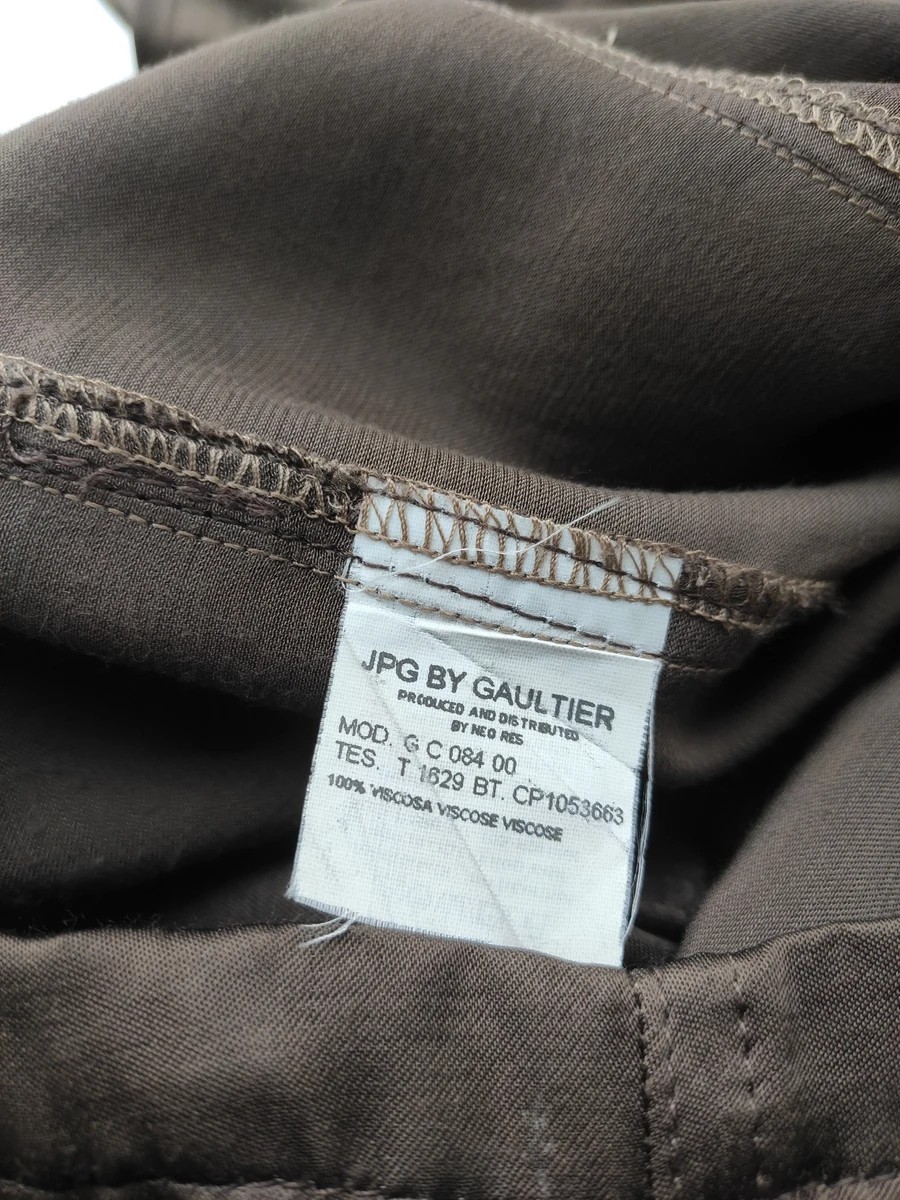 JPG BY GAULTIER
PRODUCED AND DISTRIBUTED
BY NEO RES
MOD. G C 084 00
TES. T 1629 BT. CP1053663
100% VISCOSA VISCOSE VISCOSE